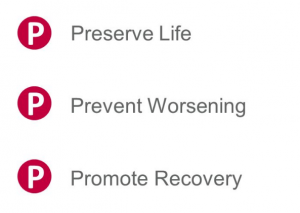 P Preserve Life
P Prevent Worsening
P Promote Recovery